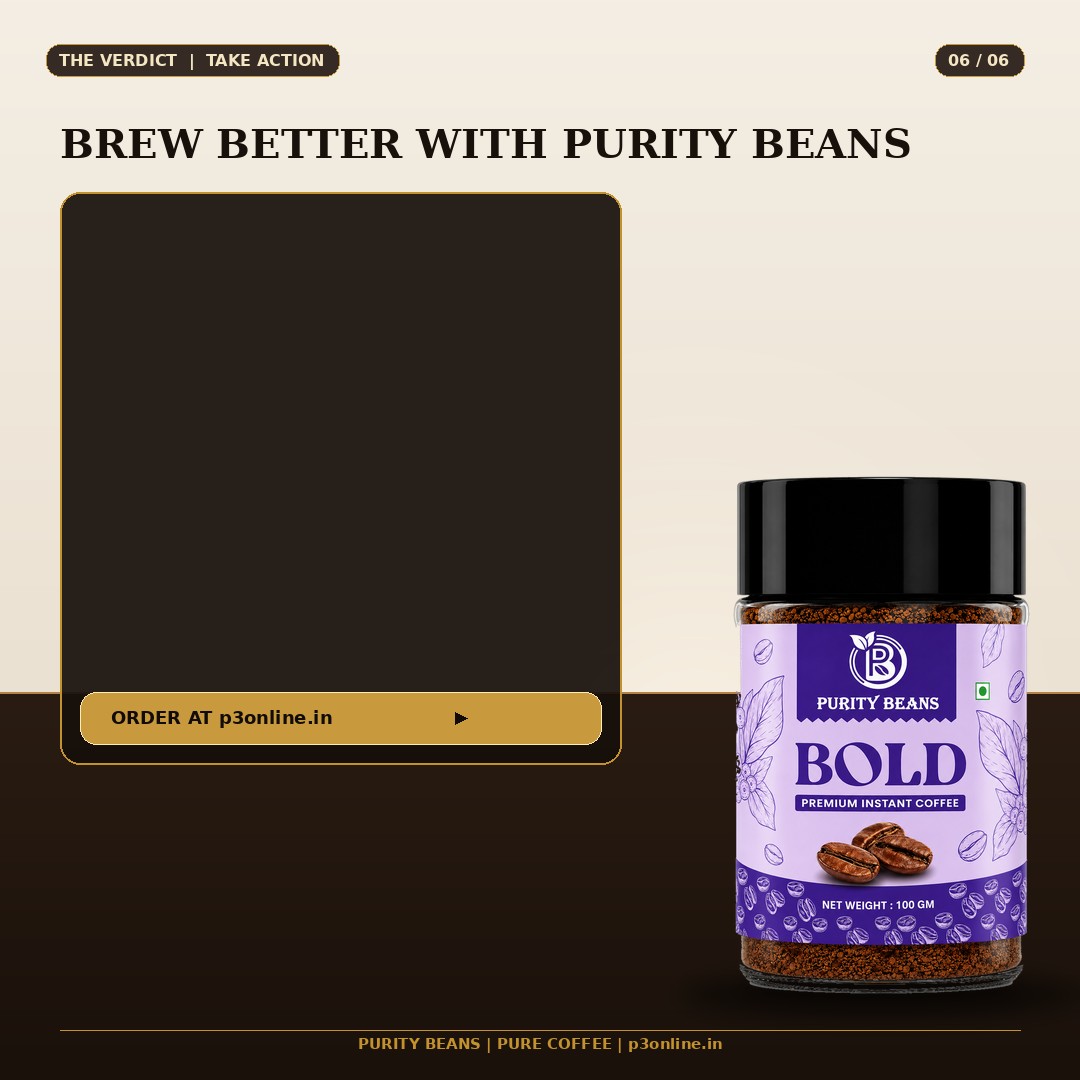 THE VERDICT | TAKE ACTION
06 / 06
BREW BETTER WITH PURITY BEANS
ORDER AT p3online.in ►
PURITY BEANS
BOLD
PREMIUM INSTANT COFFEE
NET WEIGHT : 100 GM
PURITY BEANS | PURE COFFEE | p3online.in